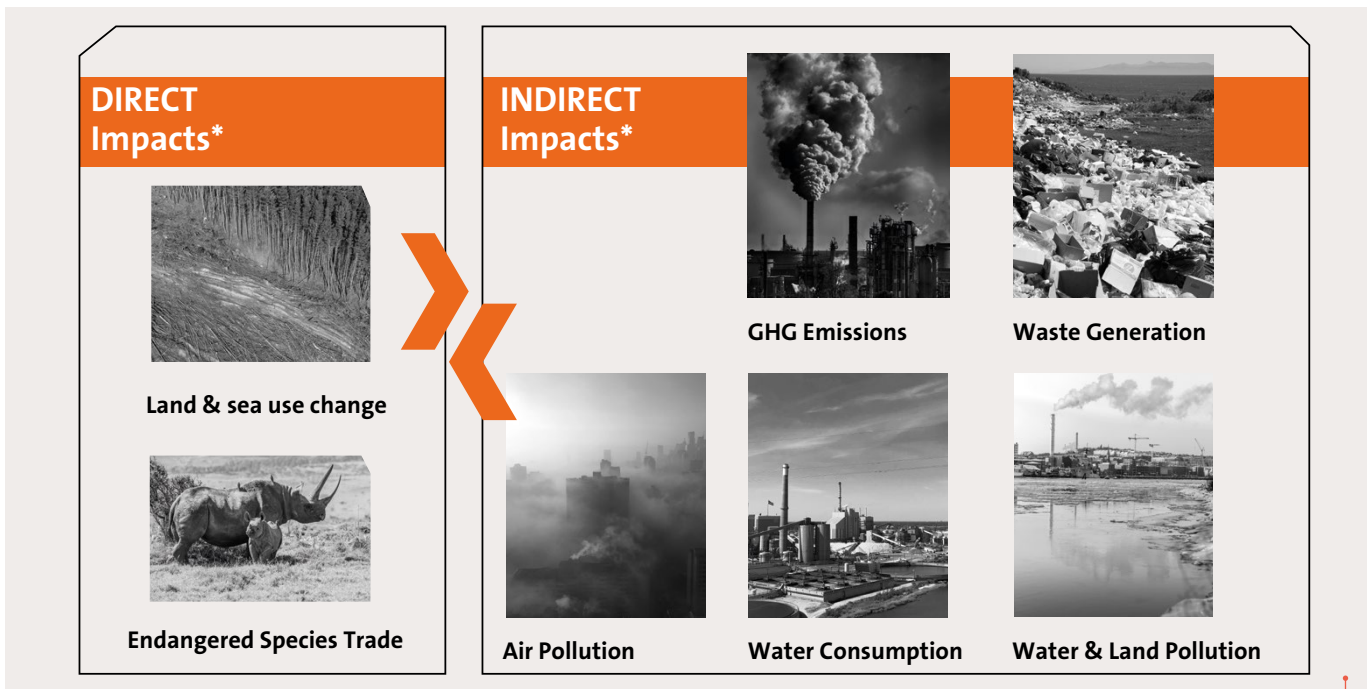 DIRECT
Impacts*
Land & sea use change
Endangered Species Trade
INDIRECT
Impacts*
GHG Emissions
Waste Generation
Air Pollution
Water Consumption
Water & Land Pollution